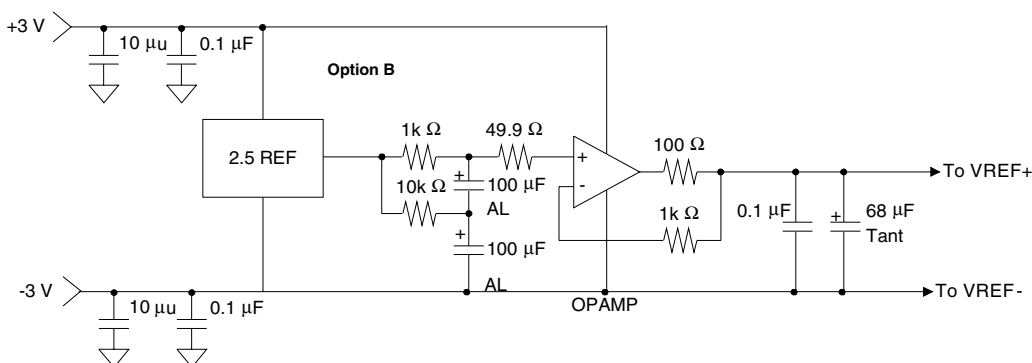 +3 V
10 μu
0.1 μF
Option B
2.5 REF
1k Ω
49.9 Ω
100 Ω
+
-
To VREF+
+
100 μF
AL
10k Ω
1k Ω
0.1 μF
+
68 μF
Tant
+
100 μF
AL
-3 V
10 μu
0.1 μF
OPAMP
To VREF-